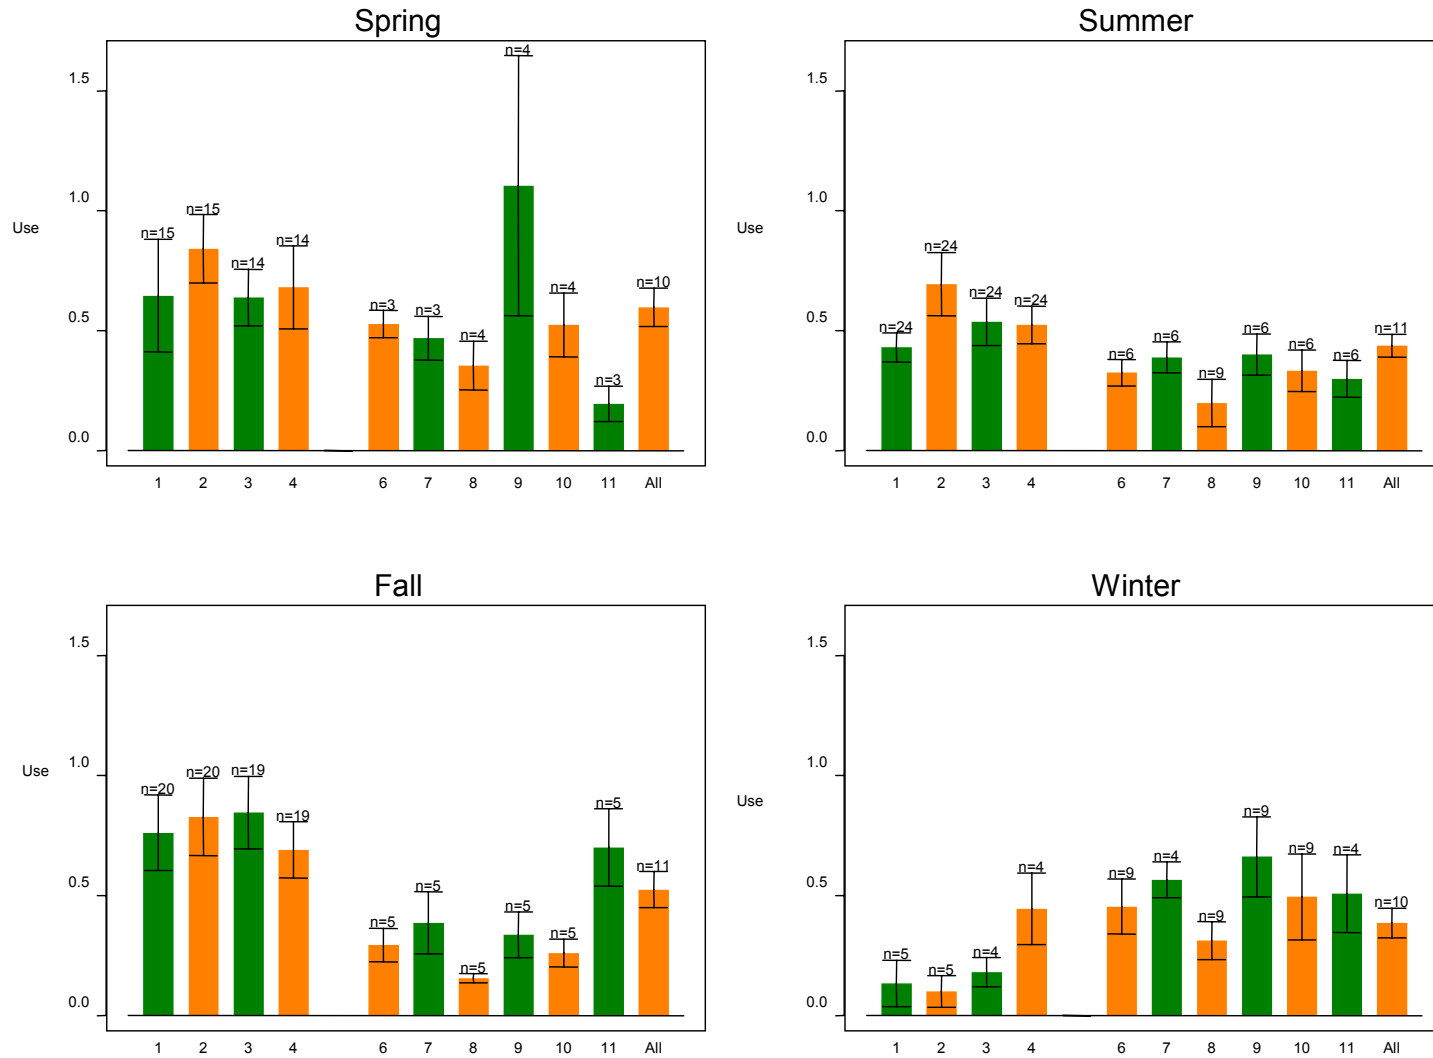 Spring
1.5
1.0
0.5
0.0
Use
n=15
n=15
n=14
n=14
n=3
n=3
n=4
n=4
n=4
n=3
n=10
1 2 3 4 6 7 8 9 10 11 All
Summer
1.5
1.0
0.5
0.0
Use
n=24
n=24
n=24
n=24
n=6
n=6
n=9
n=6
n=6
n=6
n=11
1 2 3 4 6 7 8 9 10 11 All
Fall
1.5
1.0
0.5
0.0
Use
n=20
n=20
n=19
n=19
n=5
n=5
n=5
n=5
n=5
n=5
n=11
1 2 3 4 6 7 8 9 10 11 All
Winter
1.5
1.0
0.5
0.0
Use
n=5
n=5
n=4
n=4
n=9
n=4
n=9
n=9
n=9
n=4
n=10
1 2 3 4 6 7 8 9 10 11 All